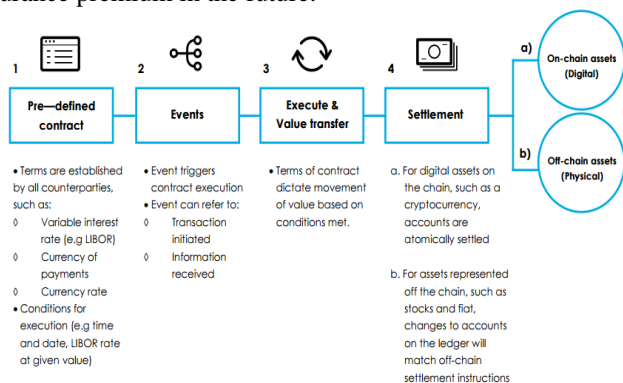 urance premium in the future.
1
2
3
4
a)
On-chain assets
(Digital)
Pre—defined
contract
Events
Execute &
Value transfer
Settlement
b)
Off-chain assets
(Physical)
• Terms are established
by all counterparties,
such as:
◊ Variable interest
rate (e.g LIBOR)
◊ Currency of
payments
◊ Currency rate
• Conditions for
execution (e.g time
and date, LIBOR rate
at given value)
• Event triggers
contract execution
• Event can refer to:
◊ Transaction
initiated
◊ Information
received
• Terms of contract
dictate movement
of value based on
conditions met.
a. For digital assets on
the chain, such as a
cryptocurrency,
accounts are
atomically settled
b. For assets represented
off the chain, such as
stocks and fiat,
changes to accounts
on the ledger will
match off-chain
settlement instructions